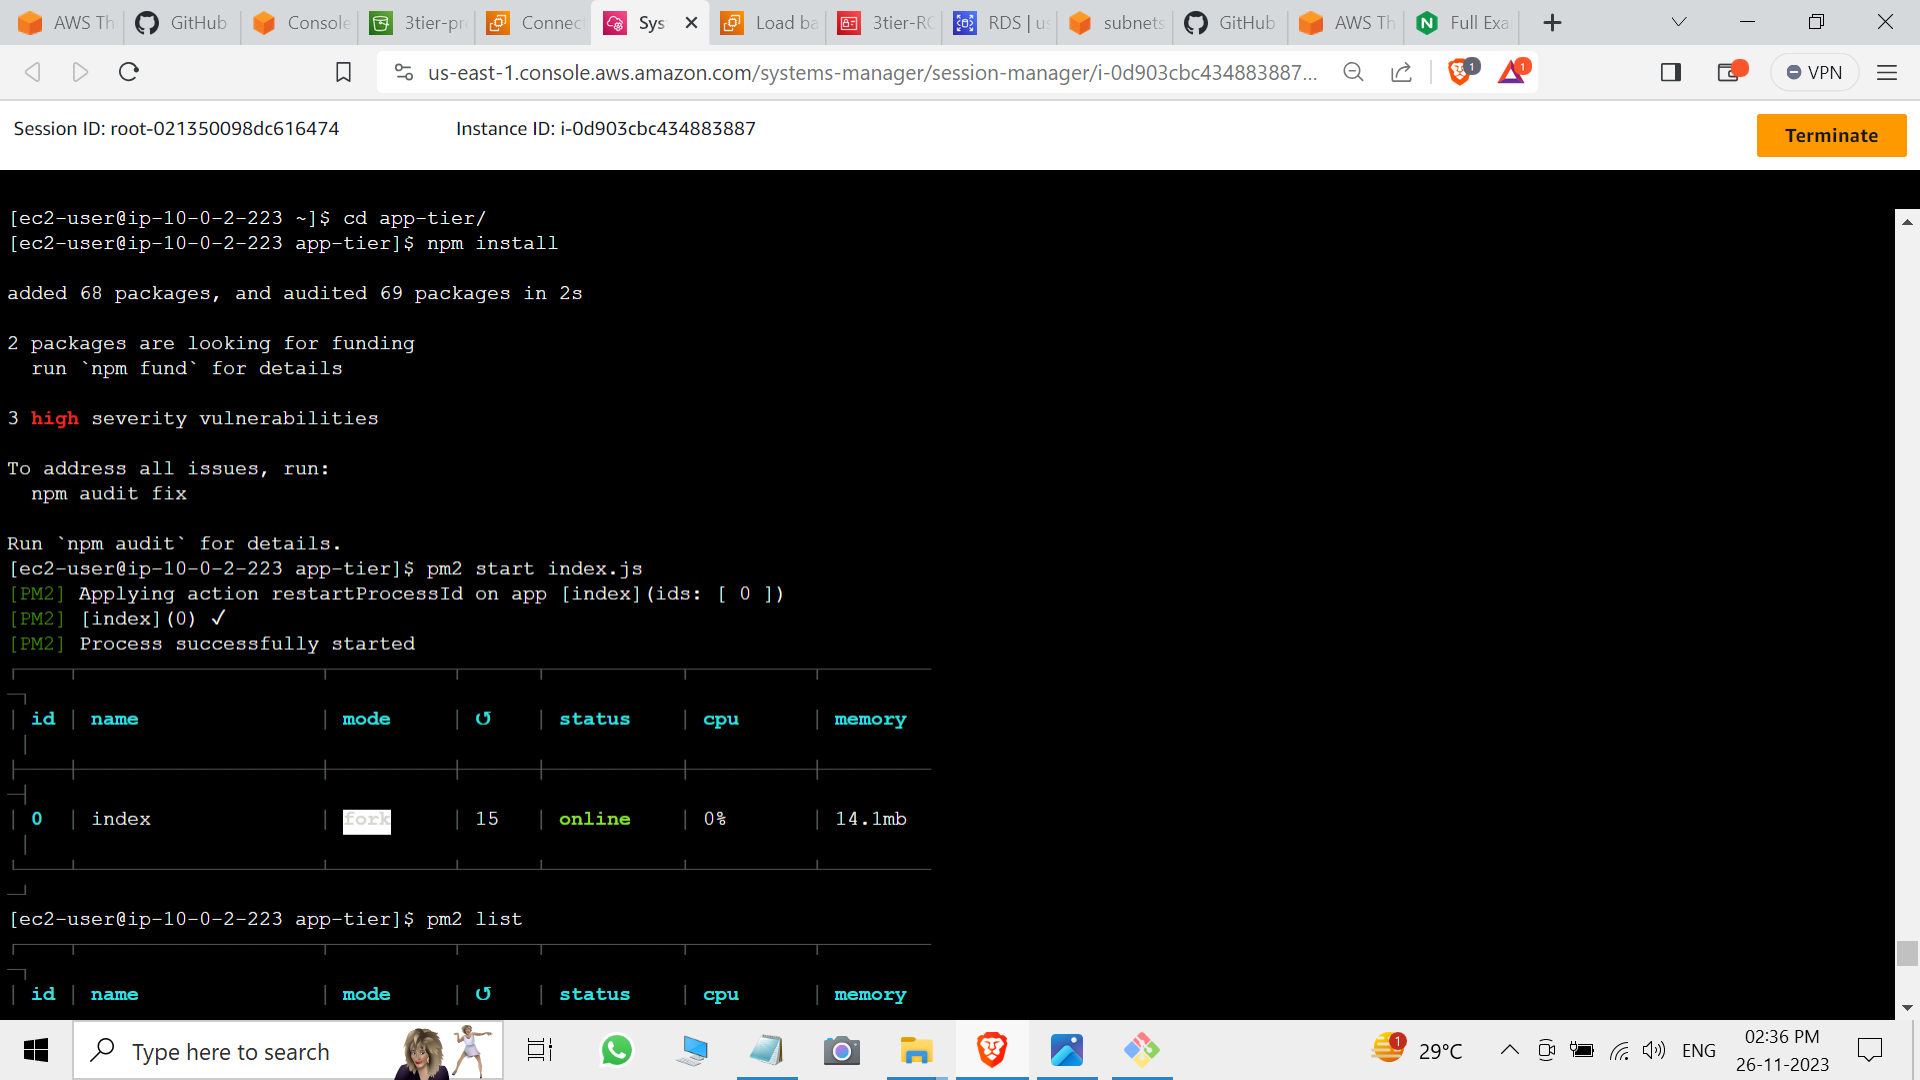 AWS Th
GitHub
Console
3tier-pr
Connec
Sys
Load ba
3tier-RC
RDS | us
subnets
GitHub
AWS Th
Full Exa
us-east-1.console.aws.amazon.com/systems-manager/session-manager/i-0d903cbc434883887...
1
1
VPN
Session ID: root-021350098dc616474
Instance ID: i-0d903cbc434883887
Terminate
[ec2-user@ip-10-0-2-223 ~]$ cd app-tier/
[ec2-user@ip-10-0-2-223 app-tier]$ npm install
added 68 packages, and audited 69 packages in 2s
2 packages are looking for funding
run `npm fund` for details
3 high severity vulnerabilities
To address all issues, run:
npm audit fix
Run `npm audit` for details.
[ec2-user@ip-10-0-2-223 app-tier]$ pm2 start index.js
[PM2] Applying action restartProcessId on app [index](ids: [ 0 ])
[PM2] [index](0) ✓
[PM2] Process successfully started
│ id │ name │ mode │ ↺ │ status │ cpu │ memory │
│ 0 │ index │ fork │ 15 │ online │ 0% │ 14.1mb │
[ec2-user@ip-10-0-2-223 app-tier]$ pm2 list
│ id │ name │ mode │ ↺ │ status │ cpu │ memory
Type here to search
1
29°C
ENG
02:36 PM
26-11-2023